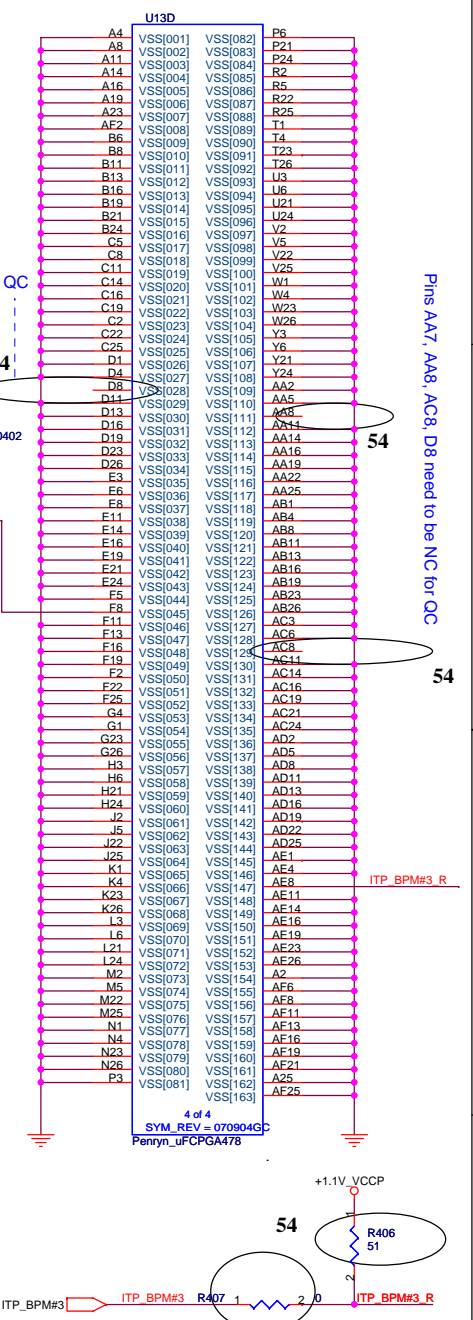 U13D
A4 VSS[001] VSS[082] P6
A8 VSS[002] VSS[083] P21
A11 VSS[003] VSS[084] P24
A14 VSS[004] VSS[085] R2
A16 VSS[005] VSS[086] R5
A19 VSS[006] VSS[087] R22
A23 VSS[007] VSS[088] R25
AF2 VSS[008] VSS[089] T1
B6 VSS[009] VSS[090] T4
B8 VSS[010] VSS[091] T23
B11 VSS[011] VSS[092] T26
B13 VSS[012] VSS[093] U3
B16 VSS[013] VSS[094] U6
B19 VSS[014] VSS[095] U21
B21 VSS[015] VSS[096] U24
B24 VSS[016] VSS[097] V2
C5 VSS[017] VSS[098] V5
C8 VSS[018] VSS[099] V22
C11 VSS[019] VSS[100] V25
QC
C14 VSS[020] VSS[101] W1
C16 VSS[021] VSS[102] W4
C19 VSS[022] VSS[103] W23
C2 VSS[023] VSS[104] W26
C22 VSS[024] VSS[105] Y3
C25 VSS[025] VSS[106] Y6
D1 VSS[026] VSS[107] Y21
4
D4 VSS[027] VSS[108] Y24
D8 VSS[028] VSS[109] AA2
D11 VSS[029] VSS[110] AA5
D13 VSS[030] VSS[111] AA8
D16 VSS[031] VSS[112] AA11
54
0402
D19 VSS[032] VSS[113] AA14
D23 VSS[033] VSS[114] AA16
D26 VSS[034] VSS[115] AA19
E3 VSS[035] VSS[116] AA22
E6 VSS[036] VSS[117] AA25
E8 VSS[037] VSS[118] AB1
E11 VSS[038] VSS[119] AB4
E14 VSS[039] VSS[120] AB8
E16 VSS[040] VSS[121] AB11
E19 VSS[041] VSS[122] AB13
E21 VSS[042] VSS[123] AB16
E24 VSS[043] VSS[124] AB19
F5 VSS[044] VSS[125] AB23
F8 VSS[045] VSS[126] AB26
F11 VSS[046] VSS[127] AC3
F13 VSS[047] VSS[128] AC6
F16 VSS[048] VSS[129] AC8
F19 VSS[049] VSS[130] AC11
F2 VSS[050] VSS[131] AC14
54
F22 VSS[051] VSS[132] AC16
F25 VSS[052] VSS[133] AC19
G4 VSS[053] VSS[134] AC21
G1 VSS[054] VSS[135] AC24
G23 VSS[055] VSS[136] AD2
G26 VSS[056] VSS[137] AD5
H3 VSS[057] VSS[138] AD8
H6 VSS[058] VSS[139] AD11
H21 VSS[059] VSS[140] AD13
H24 VSS[060] VSS[141] AD16
J2 VSS[061] VSS[142] AD19
J5 VSS[062] VSS[143] AD22
J22 VSS[063] VSS[144] AD25
J25 VSS[064] VSS[145] AE1
K1 VSS[065] VSS[146] AE4
K4 VSS[066] VSS[147] AE8
ITP_BPM#3_R
K23 VSS[067] VSS[148] AE11
K26 VSS[068] VSS[149] AE14
L3 VSS[069] VSS[150] AE16
L6 VSS[070] VSS[151] AE19
L21 VSS[071] VSS[152] AE23
L24 VSS[072] VSS[153] AE26
M2 VSS[073] VSS[154] A2
M5 VSS[074] VSS[155] AF6
M22 VSS[075] VSS[156] AF8
M25 VSS[076] VSS[157] AF11
N1 VSS[077] VSS[158] AF13
N4 VSS[078] VSS[159] AF16
N23 VSS[079] VSS[160] AF19
N26 VSS[080] VSS[161] AF21
P3 VSS[081] VSS[162] A25
VSS[163] AF25
4 of 4
SYM_REV = 070904GC
Penryn_uFCPGA478
Pins AA7, AA8, AC8, D8 need to be NC for QC
+1.1V_VCCP
1
54
R406
51
2
ITP_BPM#3
ITP_BPM#3
R407
1
2
0
ITP_BPM#3_R